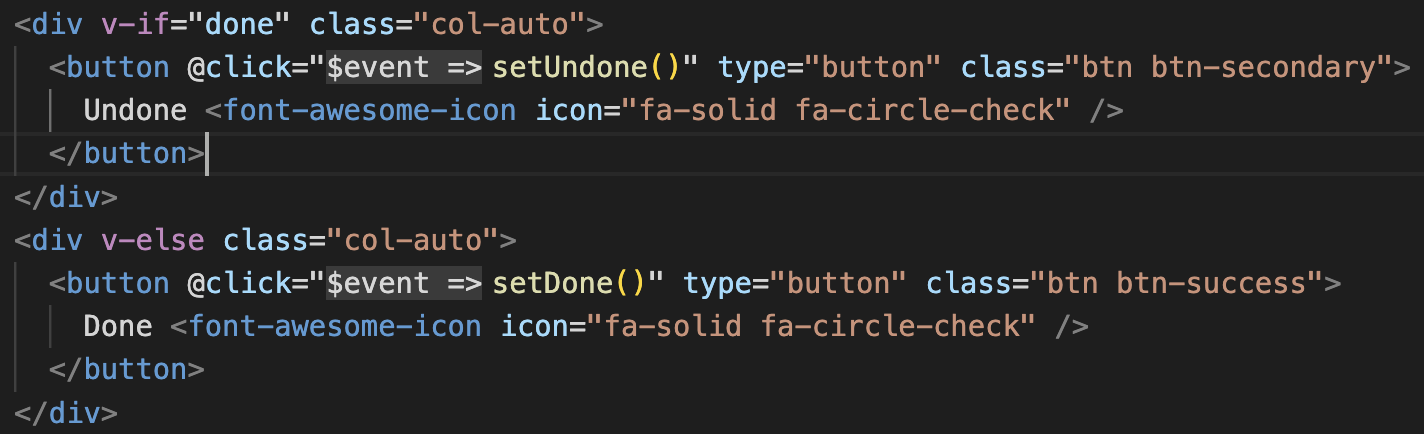 <div v-if="done" class="col-auto">
<button @click="$event => setUndone()" type="button" class="btn btn-secondary">
Undone <font-awesome-icon icon="fa-solid fa-circle-check" />
</button>
</div>
<div v-else class="col-auto">
<button @click="$event => setDone()" type="button" class="btn btn-success">
Done <font-awesome-icon icon="fa-solid fa-circle-check" />
</button>
</div>